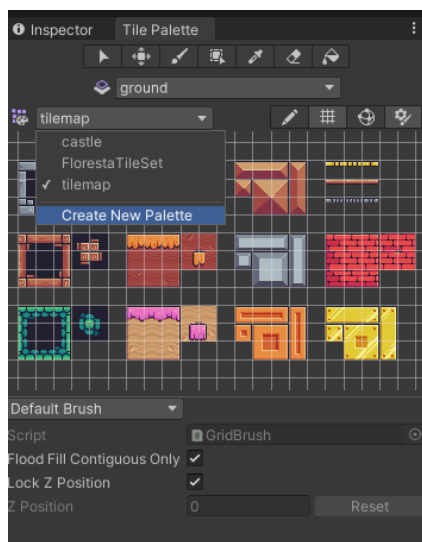 Inspector
Tile Palette
ground
tilemap
castle
FlorestaTileSet
tilemap
Create New Palette
Default Brush
Script
GridBrush
Flood Fill Contiguous Only
Lock Z Position
Z Position
0
Reset